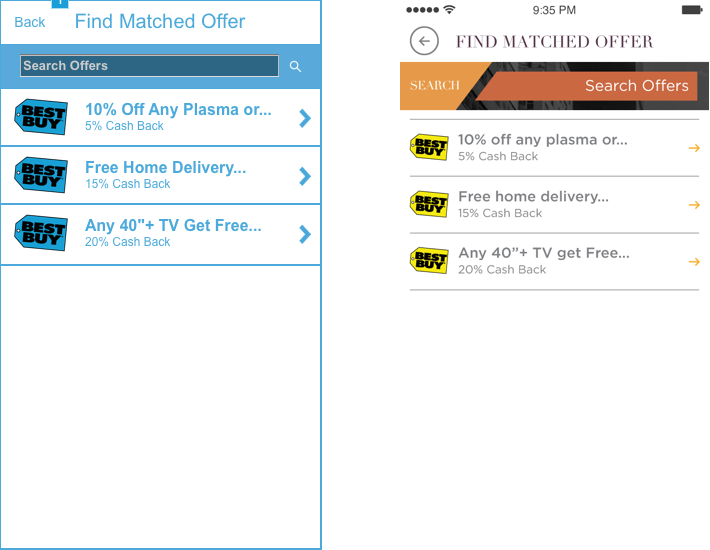 1
Back
Find Matched Offer
Search Offers
BEST BUY
10% Off Any Plasma or...
5% Cash Back
BEST BUY
Free Home Delivery...
15% Cash Back
BEST BUY
Any 40"+ TV Get Free...
20% Cash Back
9:35 PM
FIND MATCHED OFFER
SEARCH
Search Offers
BEST BUY
10% off any plasma or...
5% Cash Back
BEST BUY
Free home delivery...
15% Cash Back
BEST BUY
Any 40”+ TV get Free...
20% Cash Back